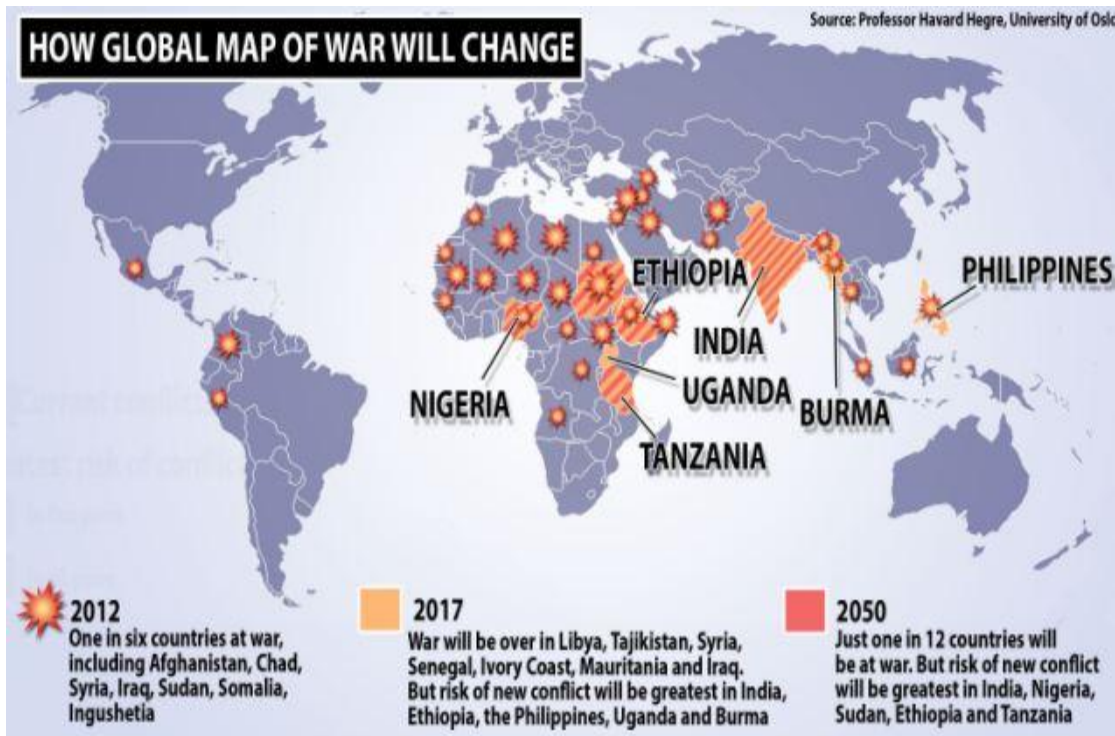 Source: Professor Havard Hegre, University of Oslo
HOW GLOBAL MAP OF WAR WILL CHANGE
ETHIOPIA
PHILIPPINES
INDIA
NIGERIA
UGANDA
BURMA
TANZANIA
2012
One in six countries at war,
including Afghanistan, Chad,
Syria, Iraq, Sudan, Somalia,
Ingushetia
2017
War will be over in Libya, Tajikistan, Syria,
Senegal, Ivory Coast, Mauritania and Iraq.
But risk of new conflict will be greatest in India,
Ethiopia, the Philippines, Uganda and Burma
2050
Just one in 12 countries will
be at war. But risk of new conflict
will be greatest in India, Nigeria,
Sudan, Ethiopia and Tanzania